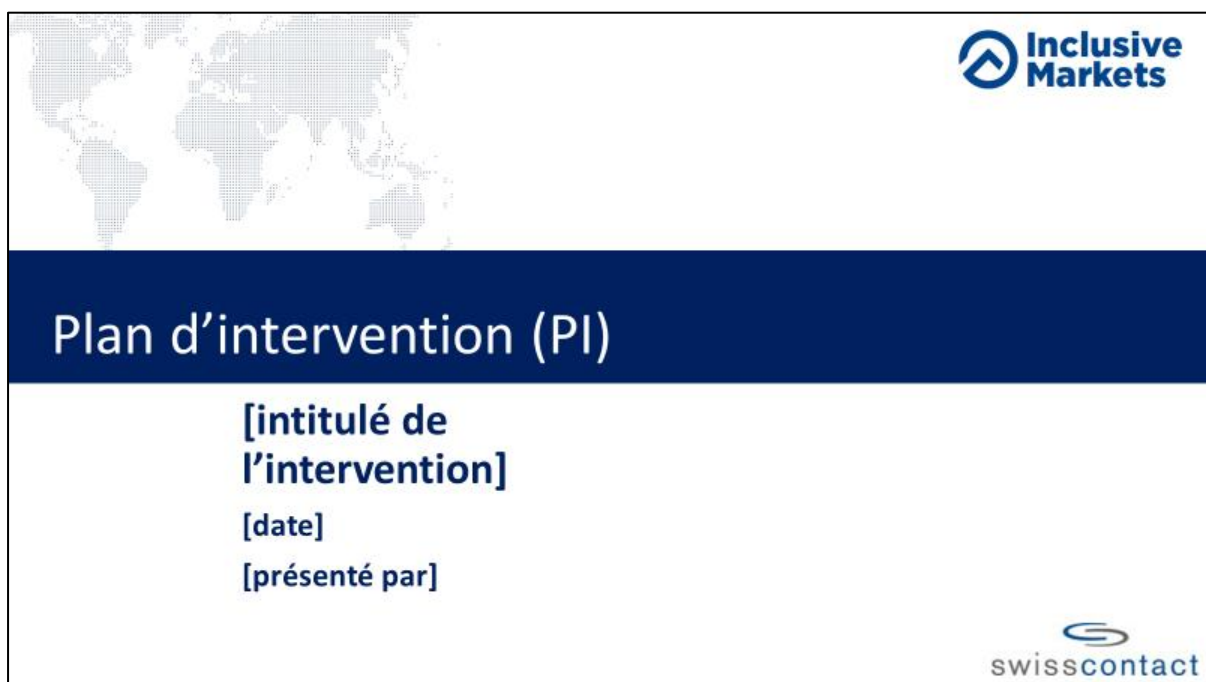 Inclusive
Markets
Plan d’intervention (PI)
[intitulé de
l’intervention]
[date]
[présenté par]
swisscontact